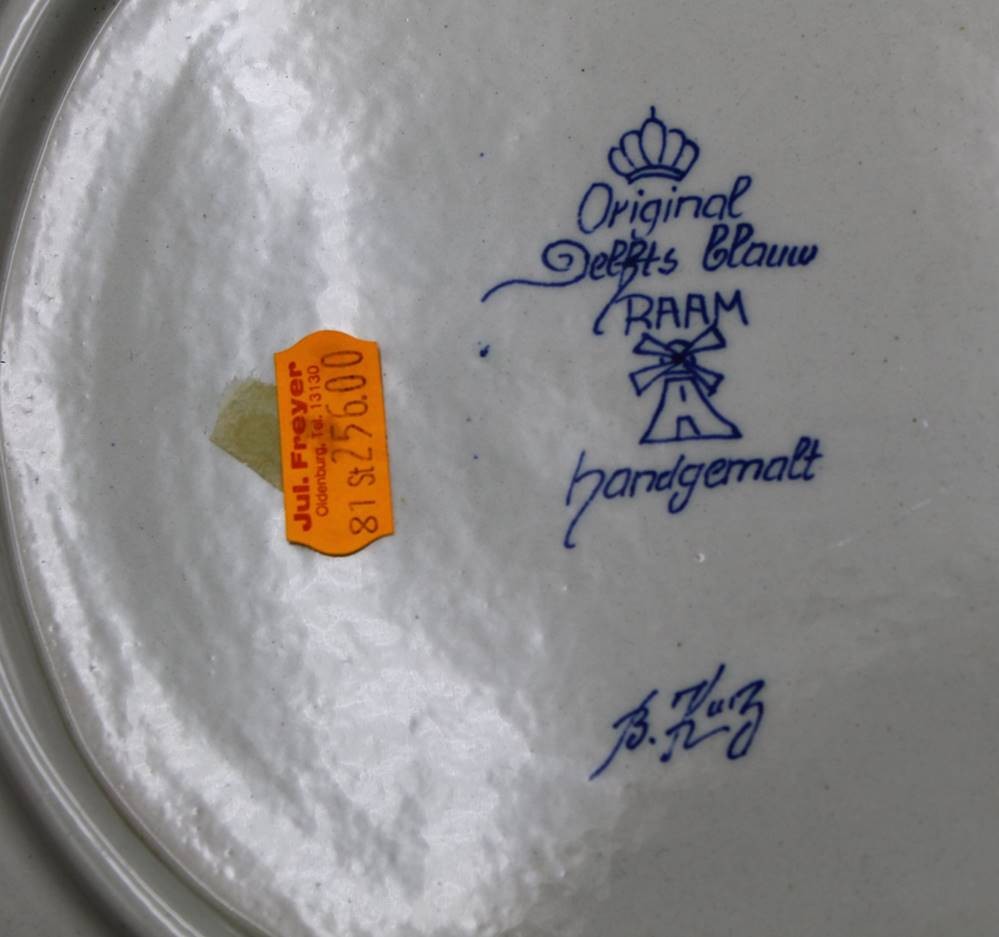 Original
Delfts blauw
RAAM
handgemalt
Jul. Freyer
Oldenburg, Tel. 13130
81 St 256.00
B.